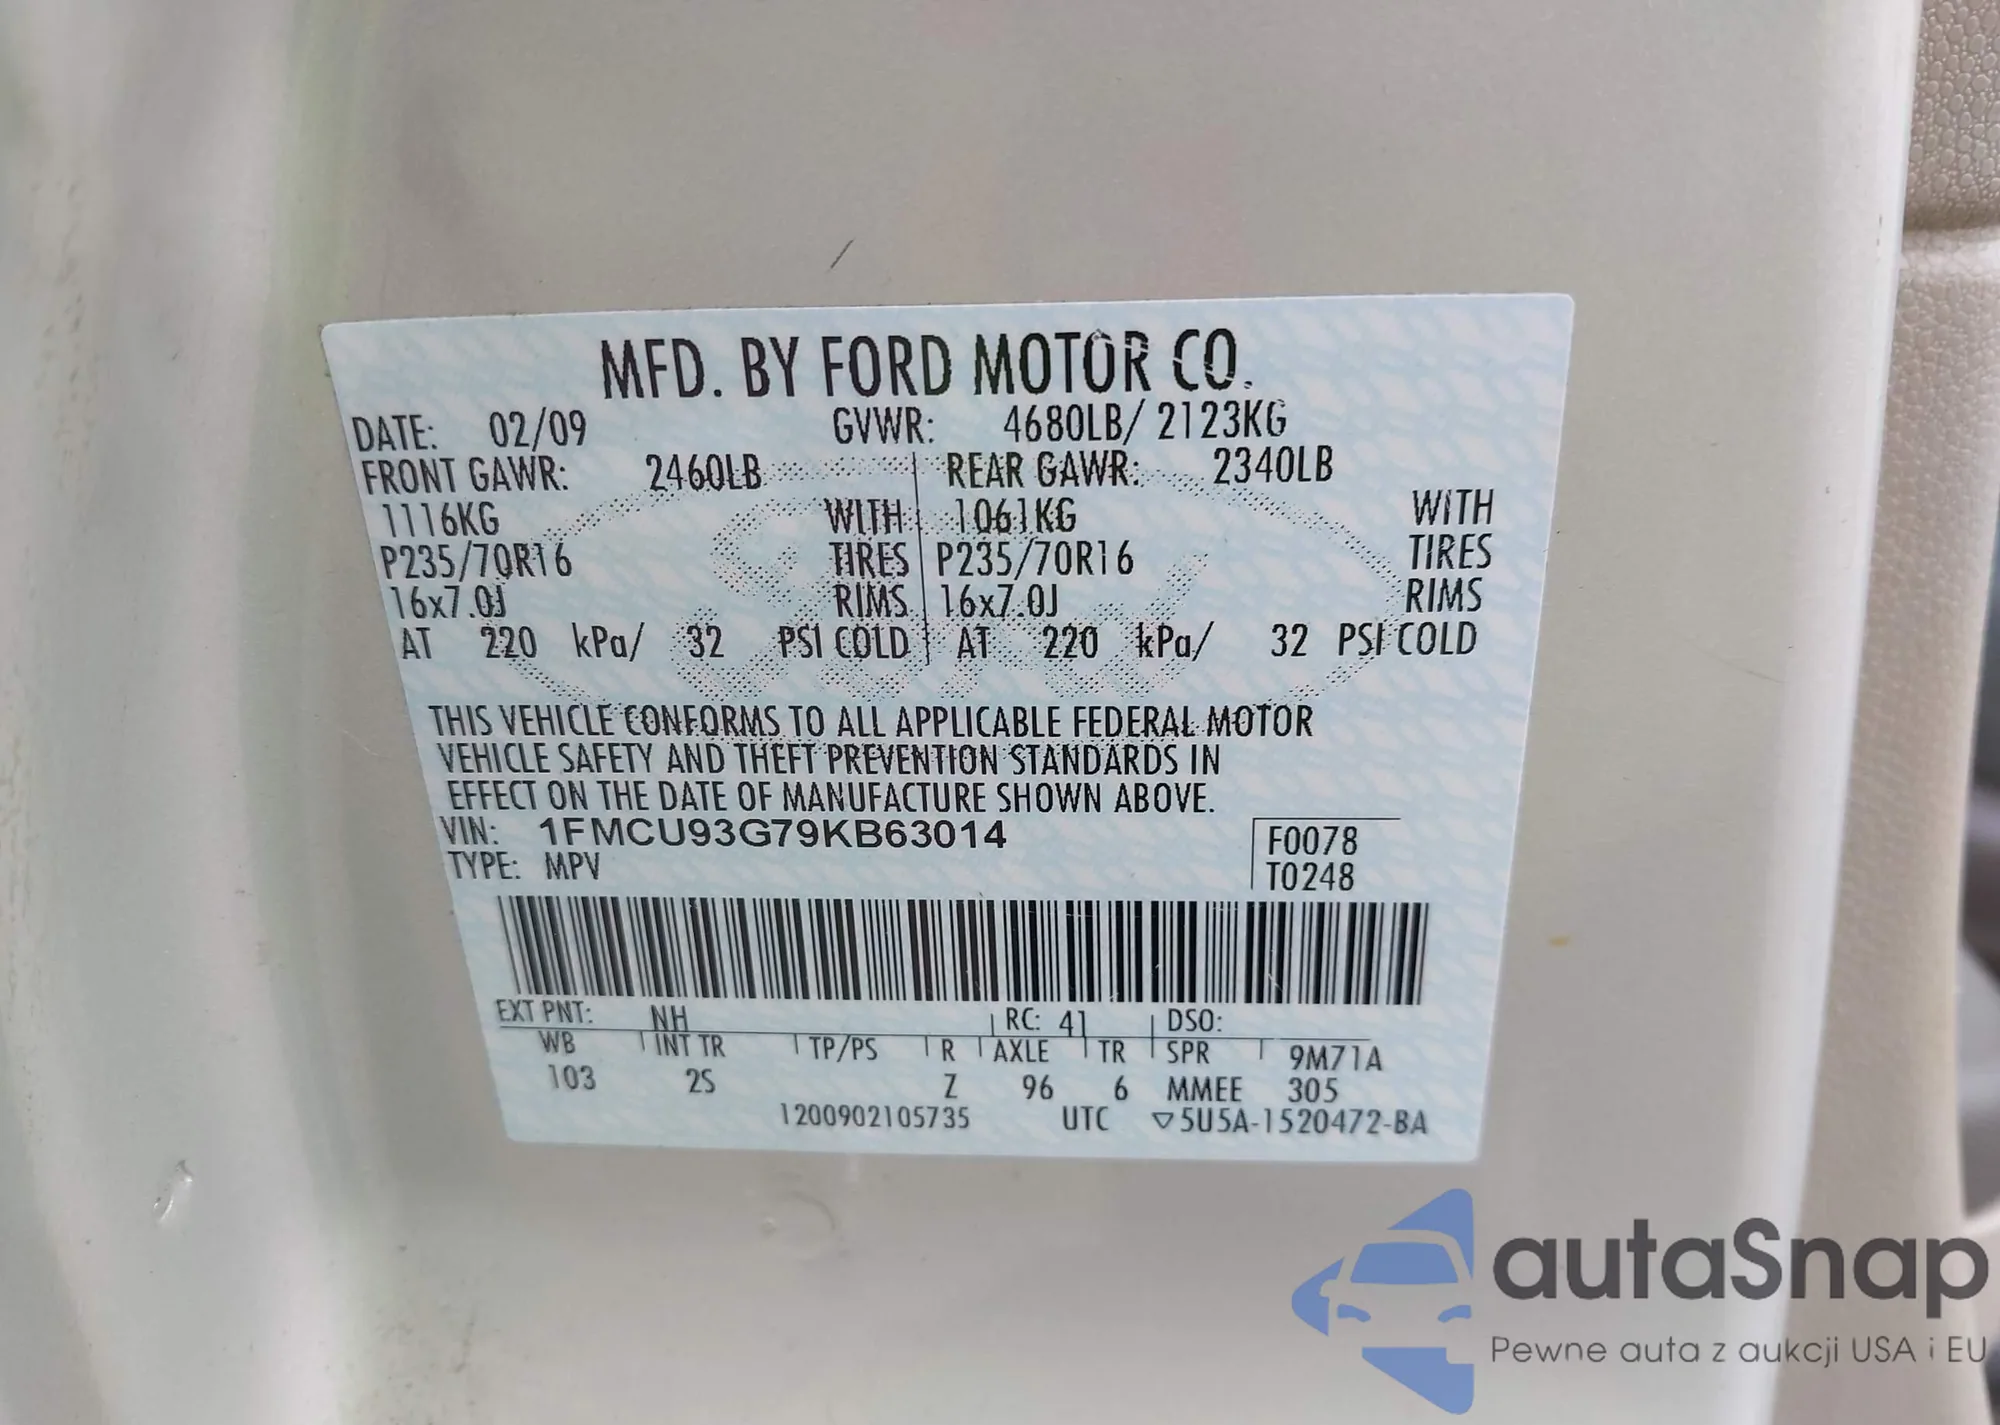 MFD. BY FORD MOTOR CO.
DATE: 02/09 GVWR: 4680LB/ 2123KG
FRONT GAWR: 2460LB REAR GAWR: 2340LB
1116KG WITH 1061KG WITH
P235/70R16 TIRES P235/70R16 TIRES
16x7.0J RIMS 16x7.0J RIMS
AT 220 kPa/ 32 PSI COLD AT 220 kPa/ 32 PSI COLD
THIS VEHICLE CONFORMS TO ALL APPLICABLE FEDERAL MOTOR
VEHICLE SAFETY AND THEFT PREVENTION STANDARDS IN
EFFECT ON THE DATE OF MANUFACTURE SHOWN ABOVE.
VIN: 1FMCU93G79KB63014 F0078
TYPE: MPV T0248
EXT PNT: NH RC: 41 DSO:
WB INT TR TP/PS R AXLE TR SPR 9M71A
103 2S Z 96 6 MMEE 305
1200902105735 UTC ▽5U5A-1520472-BA
autaSnap
Pewne auta z aukcji USA i EU